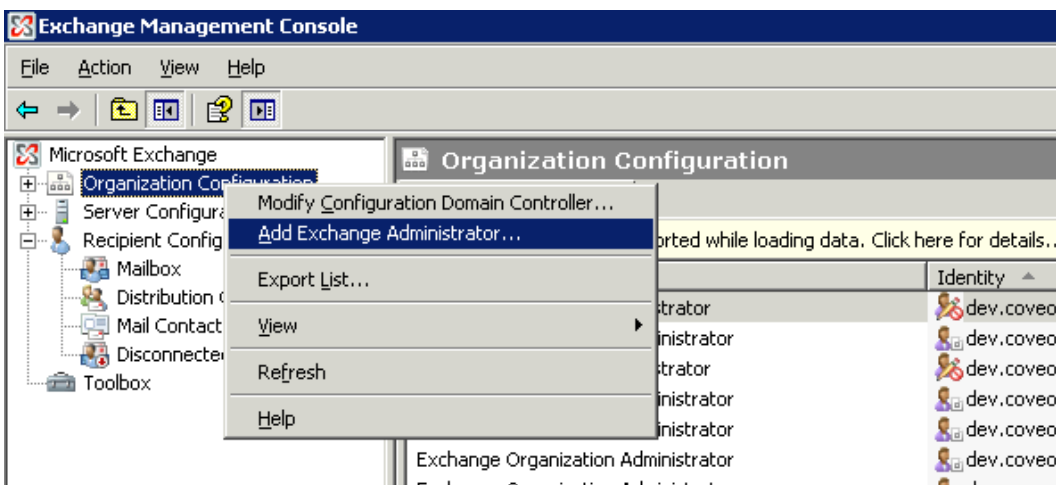 Exchange Management Console
File Action View Help
Microsoft Exchange
Organization Configuration
Organization Configuration
Server Configura
Recipient Config
Mailbox
Distribution
Mail Contact
Disconnected
Toolbox
Modify Configuration Domain Controller...
Add Exchange Administrator...
Export List...
View
Refresh
Help
orted while loading data. Click here for details..
Identity
strator dev.coveo
inistrator dev.coveo
strator dev.coveo
inistrator dev.coveo
inistrator dev.coveo
Exchange Organization Administrator dev.coveo